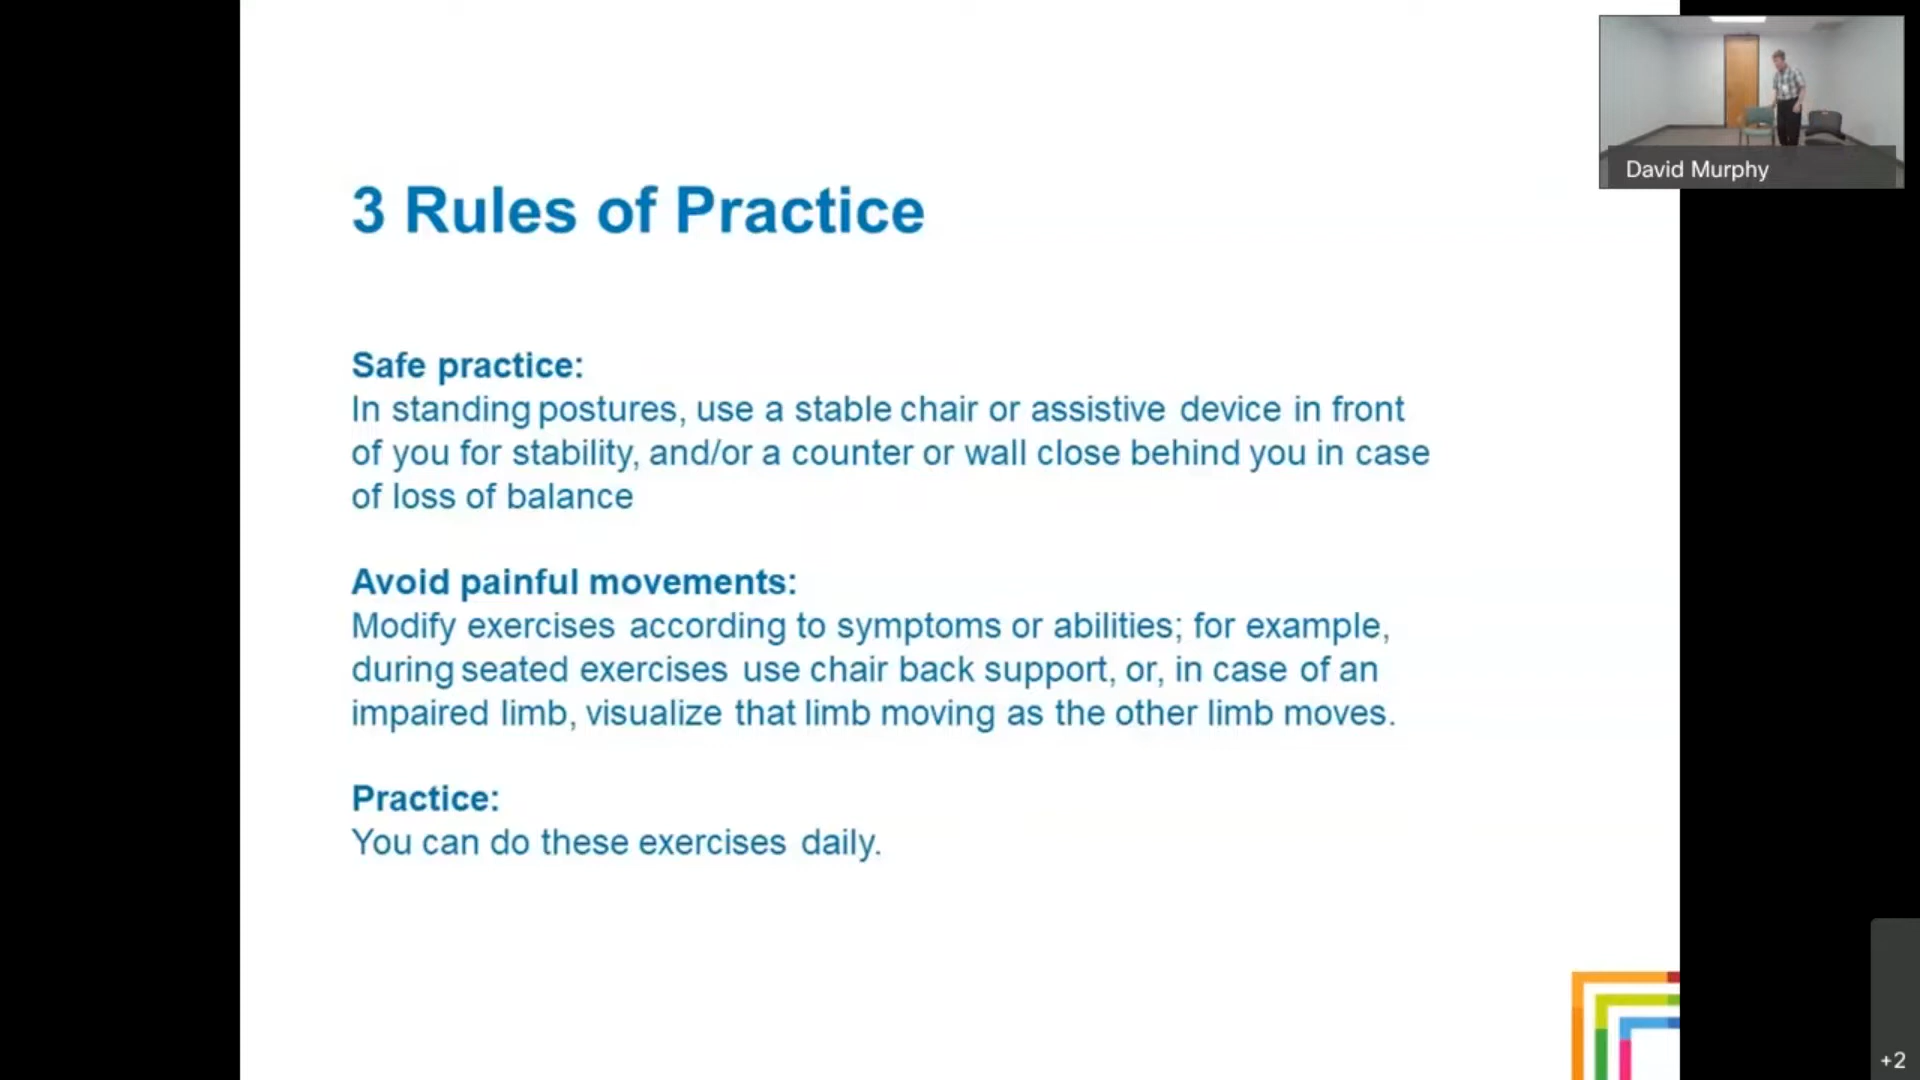 3 Rules of Practice
Safe practice:
In standing postures, use a stable chair or assistive device in front
of you for stability, and/or a counter or wall close behind you in case
of loss of balance
Avoid painful movements:
Modify exercises according to symptoms or abilities; for example,
during seated exercises use chair back support, or, in case of an
impaired limb, visualize that limb moving as the other limb moves.
Practice:
You can do these exercises daily.
David Murphy
+2